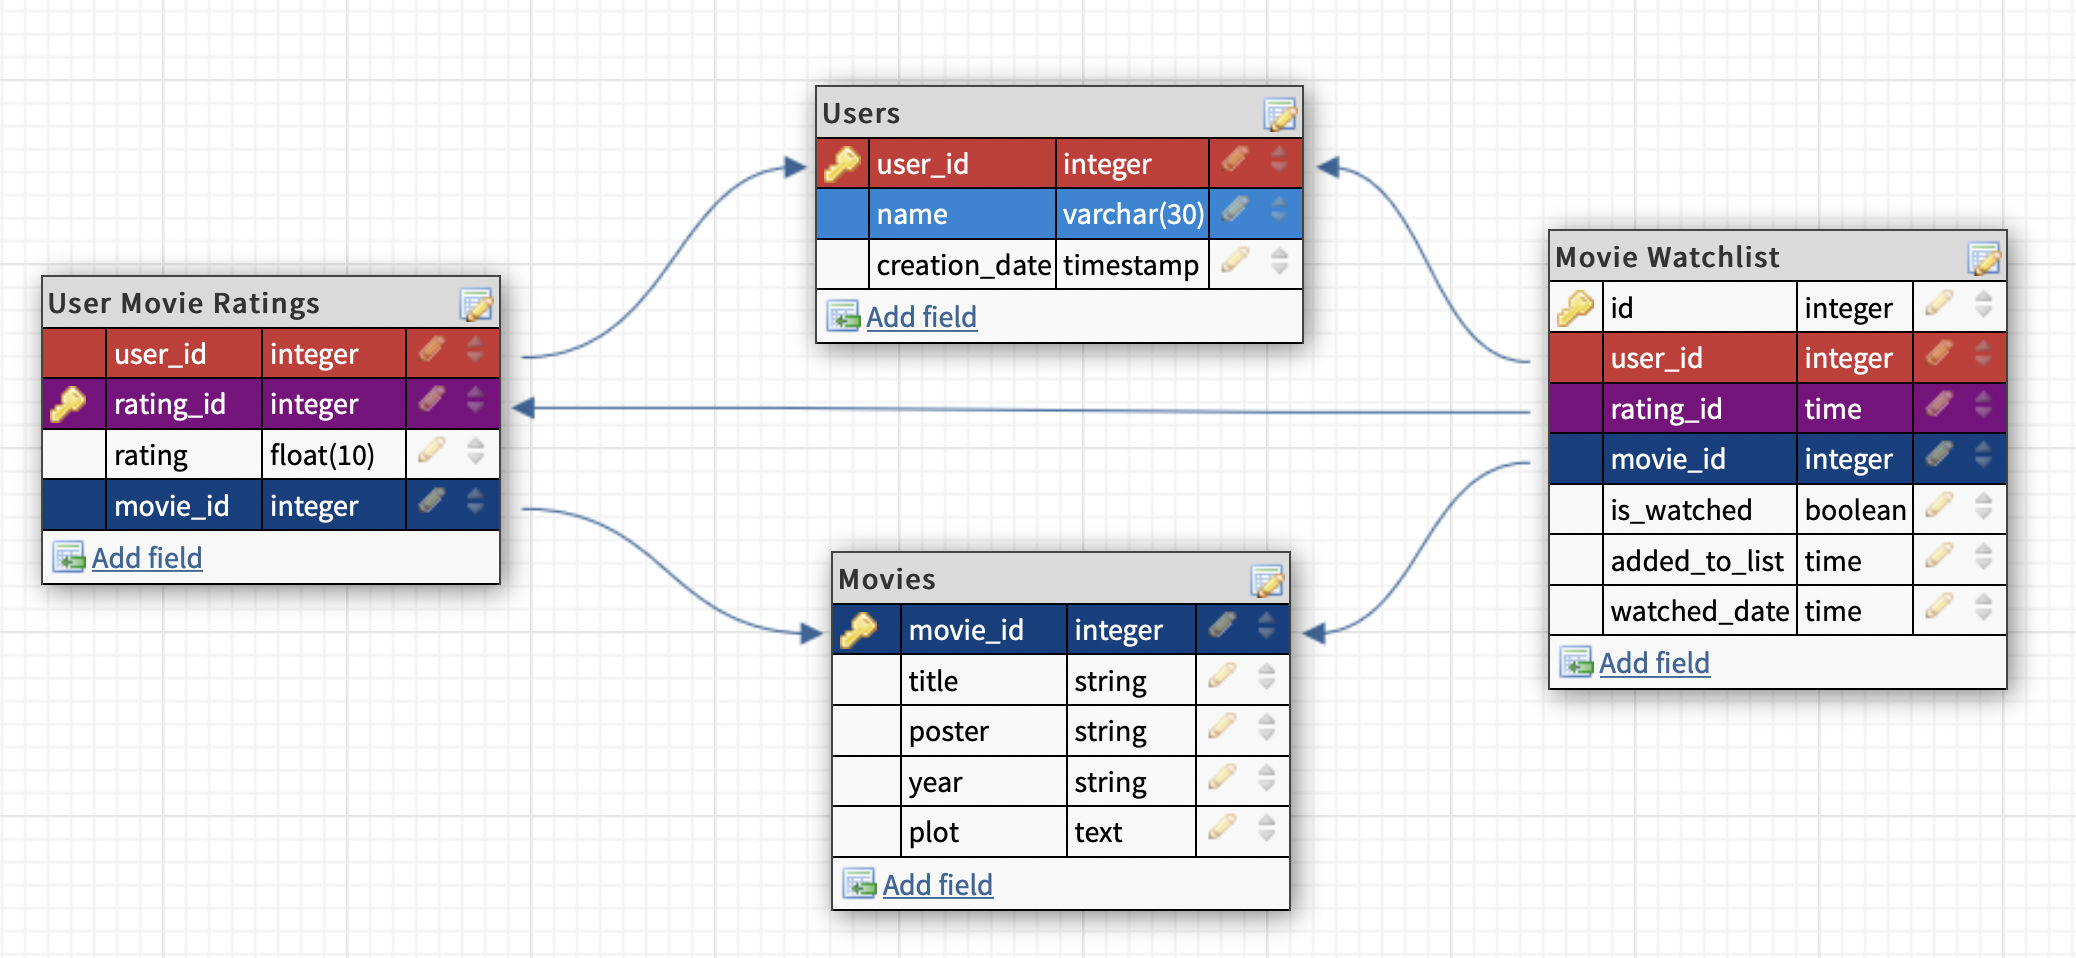 Users
user_id integer
name varchar(30)
creation_date timestamp
Add field
User Movie Ratings
user_id integer
rating_id integer
rating float(10)
movie_id integer
Add field
Movie Watchlist
id integer
user_id integer
rating_id time
movie_id integer
is_watched boolean
added_to_list time
watched_date time
Add field
Movies
movie_id integer
title string
poster string
year string
plot text
Add field